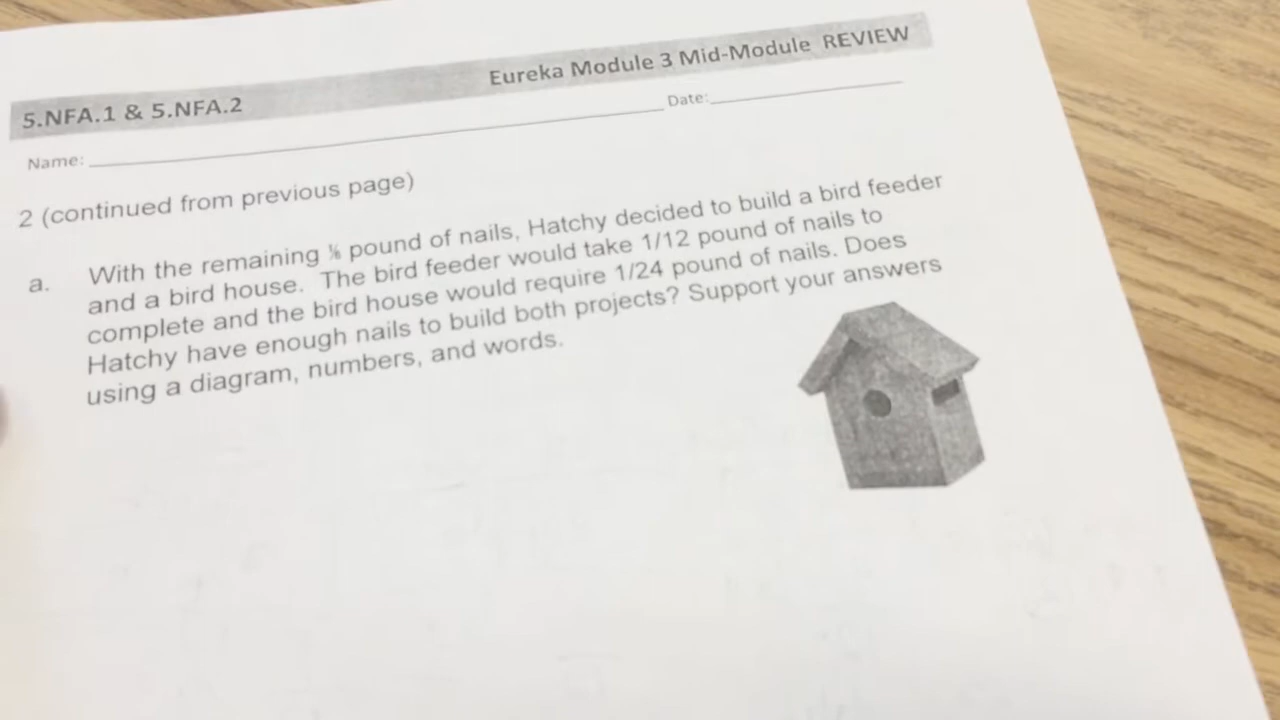 5.NFA.1 & 5.NFA.2 Eureka Module 3 Mid-Module REVIEW
Name: Date:
2 (continued from previous page)
a. With the remaining ⅛ pound of nails, Hatchy decided to build a bird feeder
and a bird house. The bird feeder would take 1/12 pound of nails to
complete and the bird house would require 1/24 pound of nails. Does
Hatchy have enough nails to build both projects? Support your answers
using a diagram, numbers, and words.